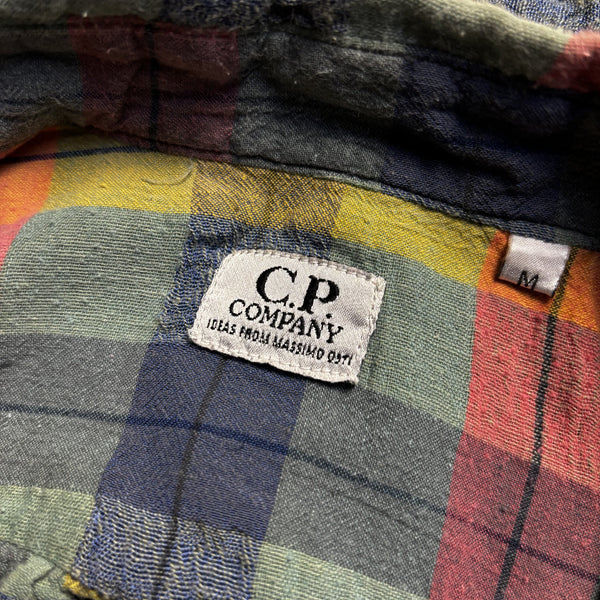 C.P.
COMPANY
IDEAS FROM MASSIMO OSTI
M